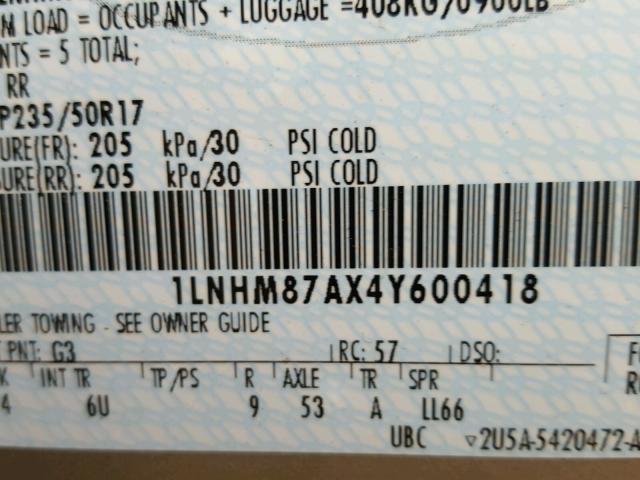 M LOAD = OCCUPANTS + LUGGAGE =408KG/0900LB
NTS = 5 TOTAL;
RR
P235/50R17
URE(FR): 205 kPa/30 PSI COLD
SURE(RR): 205 kPa/30 PSI COLD
1LNHM87AX4Y600418
LER TOWING - SEE OWNER GUIDE
PNT: G3 RC: 57 DSO:
K INT TR TP/PS R AXLE TR SPR
4 6U 9 53 A LL66
UBC ▽2U5A-5420472-A